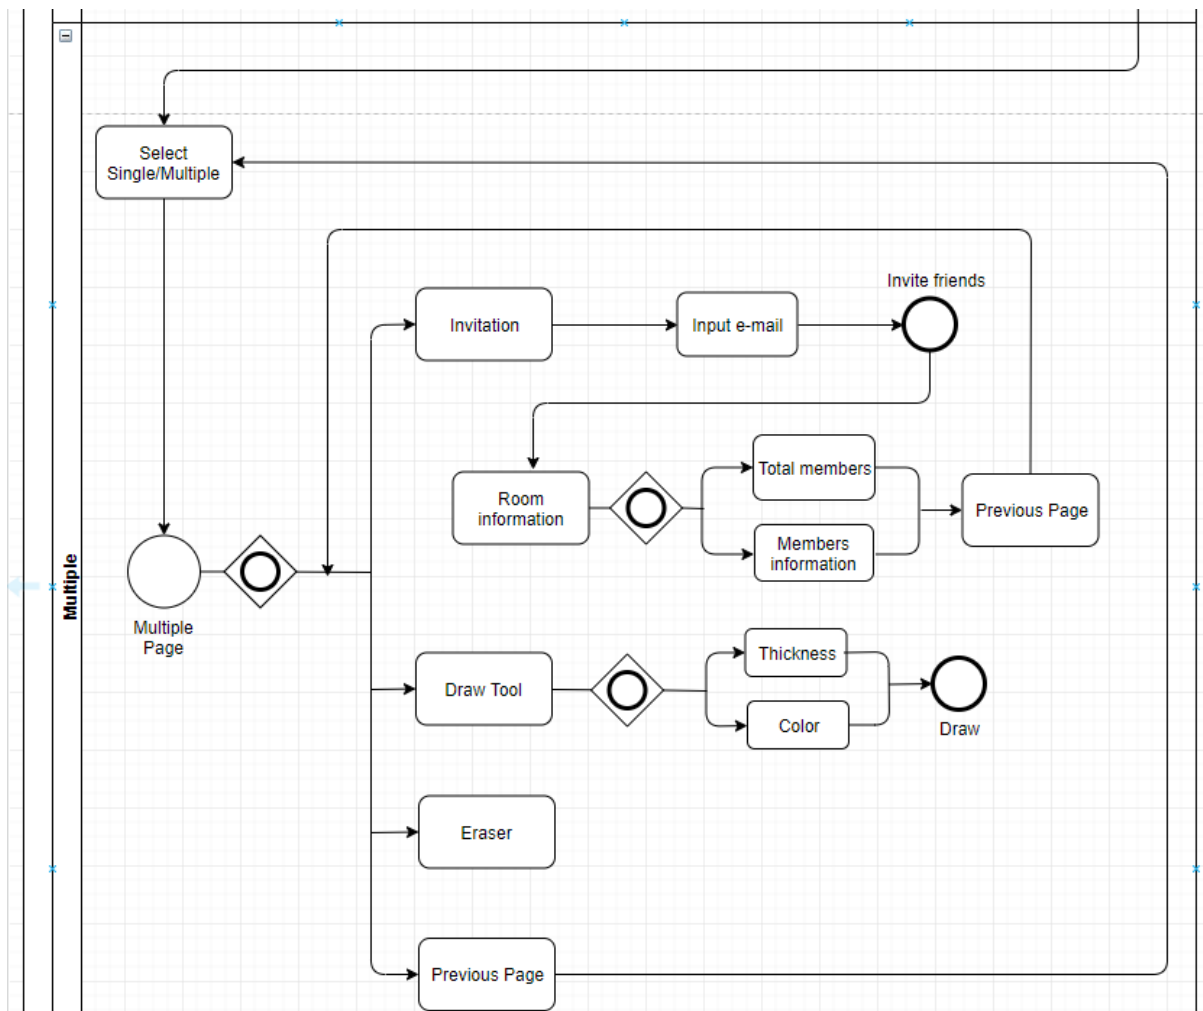 Select
Single/Multiple
Invite friends
Invitation
Input e-mail
Total members
Room
information
Previous Page
Members
information
Multiple
Multiple
Page
Thickness
Draw Tool
Color
Draw
Eraser
Previous Page